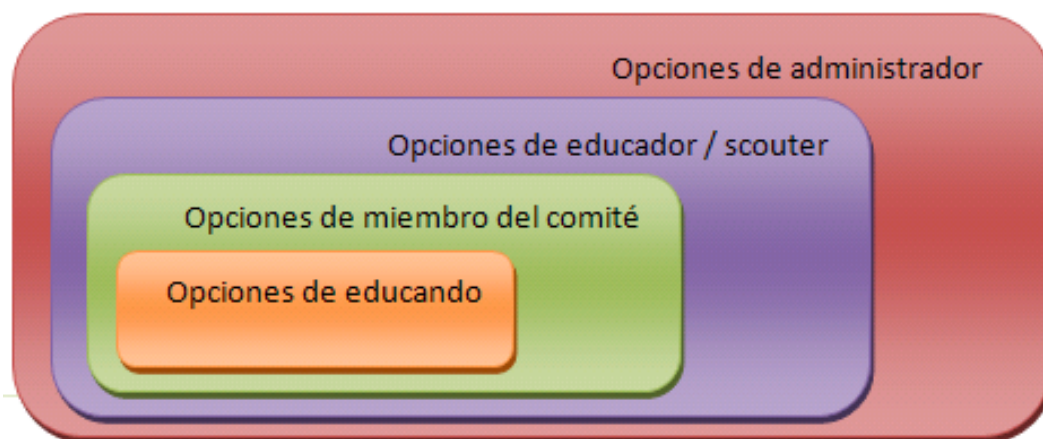 Opciones de administrador
Opciones de educador / scouter
Opciones de miembro del comité
Opciones de educando